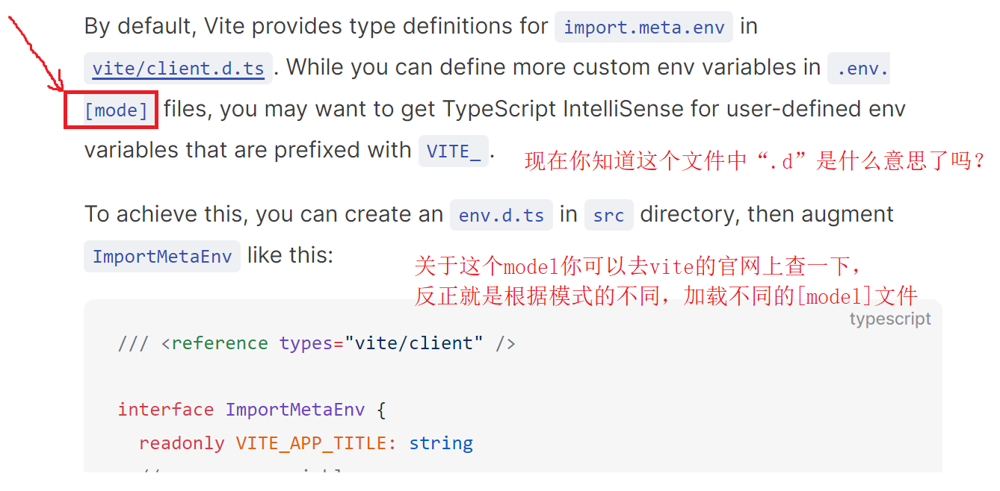 By default, Vite provides type definitions for import.meta.env in
vite/client.d.ts. While you can define more custom env variables in .env.
[mode] files, you may want to get TypeScript IntelliSense for user-defined env
variables that are prefixed with VITE_.
现在你知道这个文件中“.d”是什么意思了吗?
To achieve this, you can create an env.d.ts in src directory, then augment
ImportMetaEnv like this:
关于这个model你可以去vite的官网上查一下,
反正就是根据模式的不同，加载不同的[model]文件
typescript
/// <reference types="vite/client" />
interface ImportMetaEnv {
readonly VITE_APP_TITLE: string